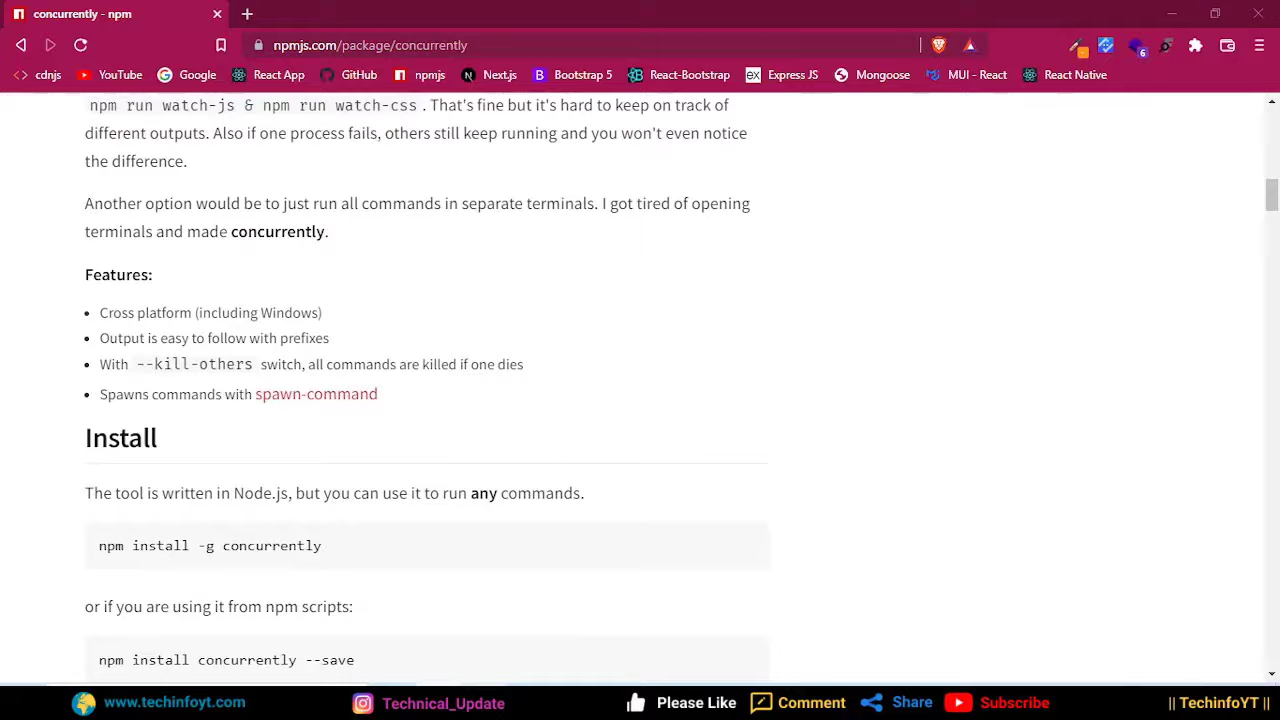 concurrently - npm
npmjs.com/package/concurrently
6
cdnjs YouTube Google React App GitHub npmjs Next.js Bootstrap 5 React-Bootstrap Express JS Mongoose MUI - React React Native
npm run watch-js & npm run watch-css. That's fine but it's hard to keep on track of
different outputs. Also if one process fails, others still keep running and you won't even notice
the difference.
Another option would be to just run all commands in separate terminals. I got tired of opening
terminals and made concurrently.
Features:
• Cross platform (including Windows)
• Output is easy to follow with prefixes
• With --kill-others switch, all commands are killed if one dies
• Spawns commands with spawn-command
Install
The tool is written in Node.js, but you can use it to run any commands.
npm install -g concurrently
or if you are using it from npm scripts:
npm install concurrently --save
www.techinfoyt.com Technical_Update Please Like Comment Share Subscribe || TechinfoYT ||